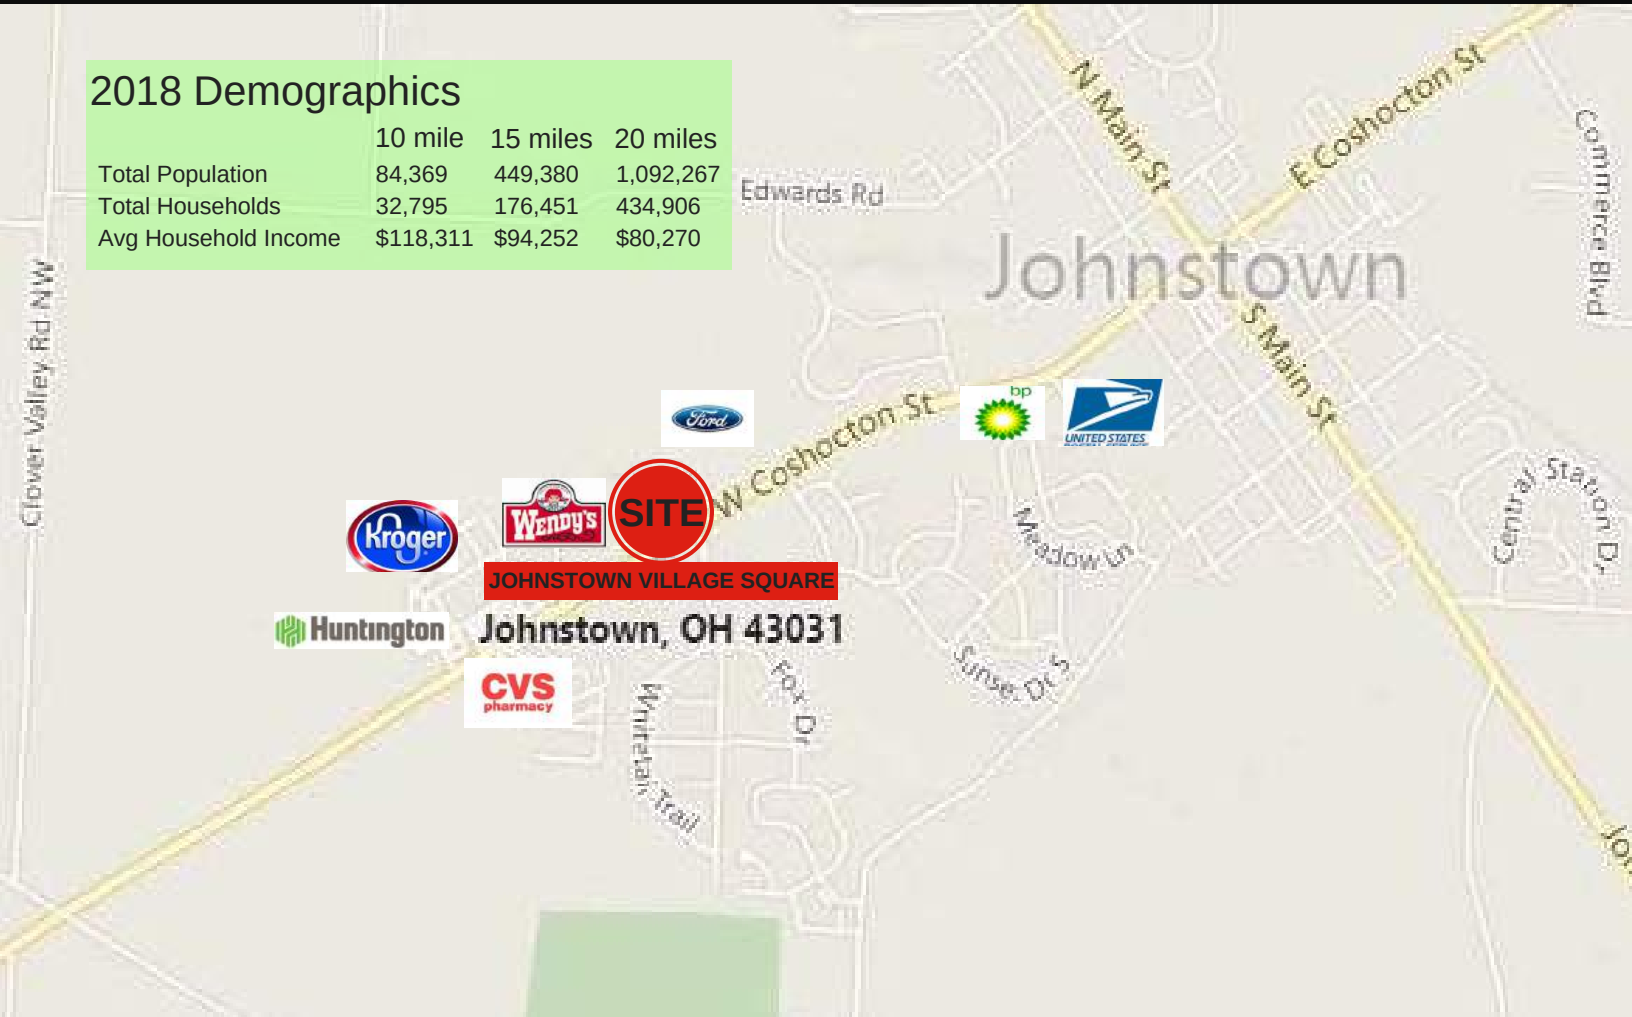 2018 Demographics
10 mile 15 miles 20 miles
Total Population 84,369 449,380 1,092,267
Total Households 32,795 176,451 434,906
Avg Household Income $118,311 $94,252 $80,270
N Main St
E Coshocton St
Commerce Blvd
Edwards Rd
Johnstown
Clover Valley Rd NW
S Main St
Ford
bp
UNITED STATES
POSTAL SERVICE
W Coshocton St
Kroger
WENDY'S
SITE
Central Station Dr
Meadow Ln
JOHNSTOWN VILLAGE SQUARE
Huntington
Johnstown, OH 43031
CVS
pharmacy
Fox Dr
Sunset Dr S
Whitetail Trail